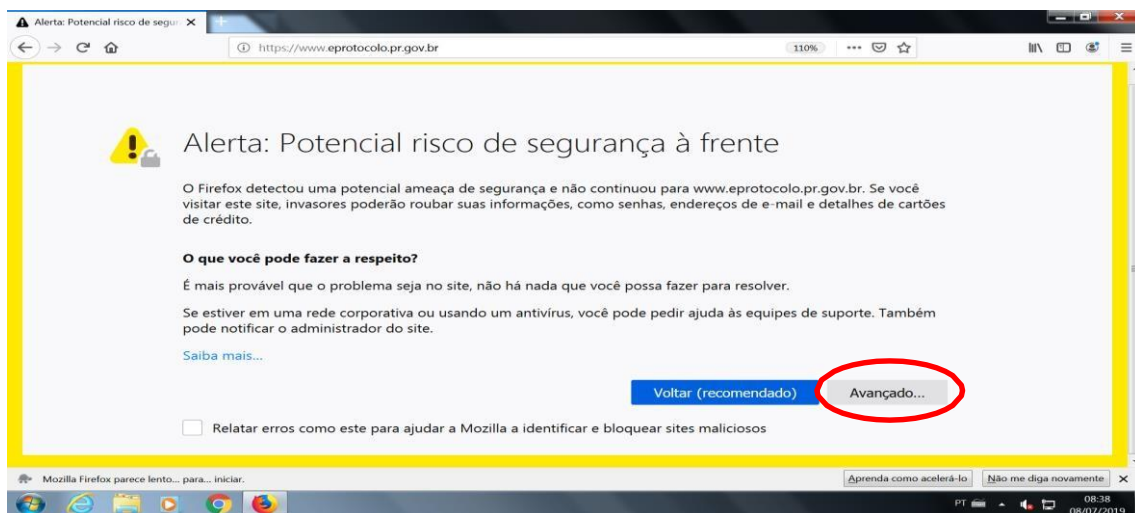 Alerta: Potencial risco de segur
https://www.eprotocolo.pr.gov.br
110%
Alerta: Potencial risco de segurança à frente
O Firefox detectou uma potencial ameaça de segurança e não continuou para www.eprotocolo.pr.gov.br. Se você
visitar este site, invasores poderão roubar suas informações, como senhas, endereços de e-mail e detalhes de cartões
de crédito.
O que você pode fazer a respeito?
É mais provável que o problema seja no site, não há nada que você possa fazer para resolver.
Se estiver em uma rede corporativa ou usando um antivírus, você pode pedir ajuda às equipes de suporte. Também
pode notificar o administrador do site.
Saiba mais...
Voltar (recomendado)
Avançado...
Relatar erros como este para ajudar a Mozilla a identificar e bloquear sites maliciosos
Mozilla Firefox parece lento... para... iniciar.
Aprenda como acelerá-lo
Não me diga novamente
PT
08:38
08/07/2019